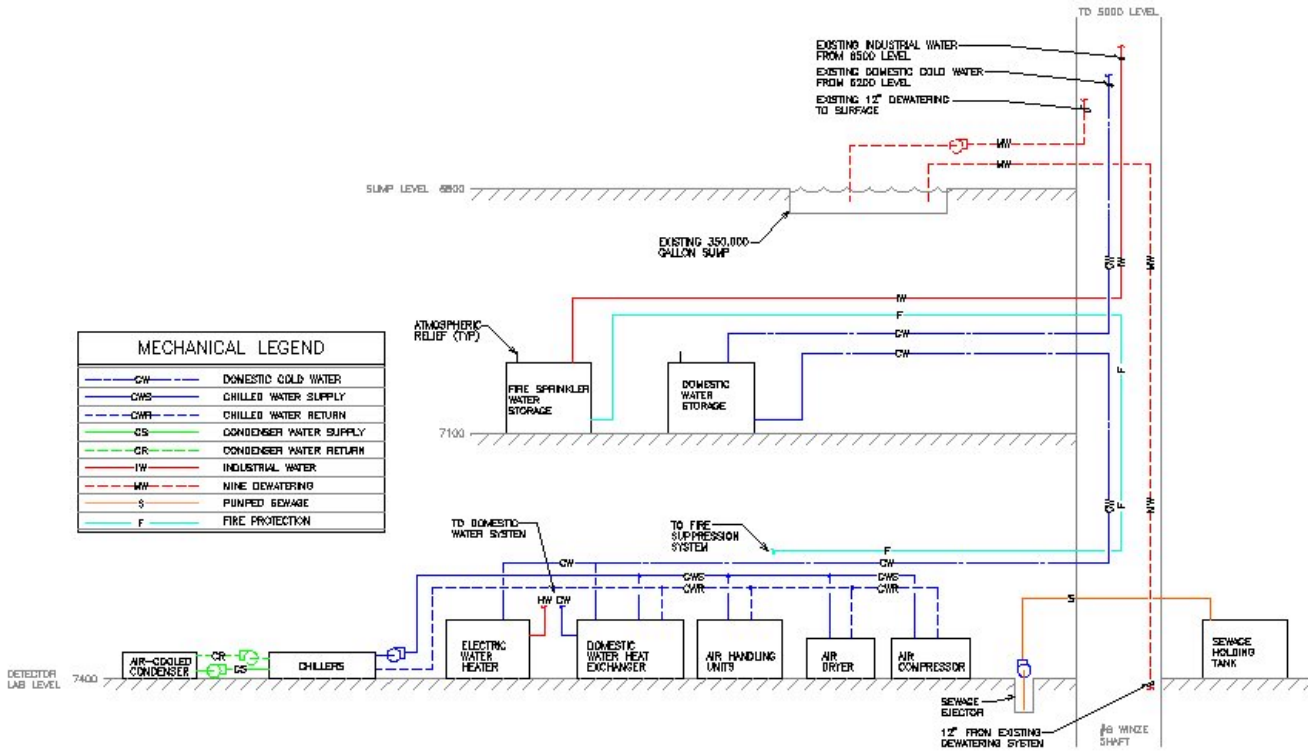 TO 5000 LEVEL
EXISTING INDUSTRIAL WATER
FROM 6500 LEVEL
EXISTING DOMESTIC COLD WATER
FROM 6200 LEVEL
EXISTING 12" DEWATERING
TO SURFACE
MW
MW
SUMP LEVEL 6800
EXISTING 350,000
GALLON SUMP
CW
IW
MW
IW
F
CW
CW
ATMOSPHERIC
RELIEF (TYP)
FIRE SPRINKLER
WATER
STORAGE
DOMESTIC
WATER
STORAGE
F
7100
MECHANICAL LEGEND
CW DOMESTIC COLD WATER
CWS CHILLED WATER SUPPLY
CWR CHILLED WATER RETURN
CS CONDENSER WATER SUPPLY
CR CONDENSER WATER RETURN
IW INDUSTRIAL WATER
MW MINE DEWATERING
S PUMPED SEWAGE
F FIRE PROTECTION
CW
F
MW
TO DOMESTIC
WATER SYSTEM
TO FIRE
SUPPRESSION
SYSTEM
F
CW
CW
CWS
CWS
CWR
CWR
HW CW
S
CR
CS
AIR-COOLED
CONDENSER
CHILLERS
ELECTRIC
WATER
HEATER
DOMESTIC
WATER HEAT
EXCHANGER
AIR HANDLING
UNITS
AIR
DRYER
AIR
COMPRESSOR
SEWAGE
HOLDING
TANK
DETECTOR
LAB LEVEL
7400
SEWAGE
EJECTOR
12" FROM EXISTING
DEWATERING SYSTEM
#6 WINZE
SHAFT